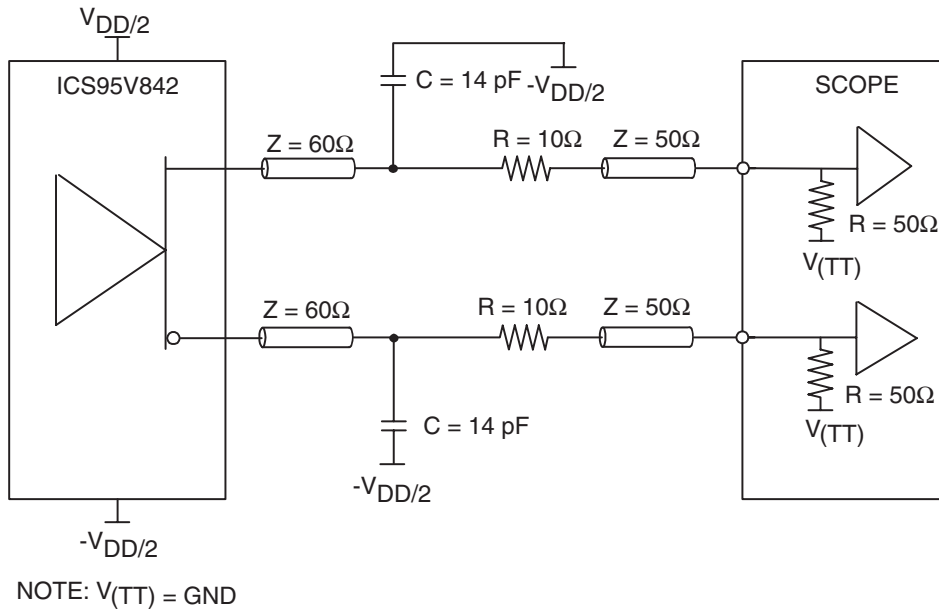 VDD/2
ICS95V842
C = 14 pF
-VDD/2
SCOPE
Z = 60Ω
R = 10Ω
Z = 50Ω
R = 50Ω
V(TT)
Z = 60Ω
R = 10Ω
Z = 50Ω
R = 50Ω
V(TT)
C = 14 pF
-VDD/2
-VDD/2
NOTE: V(TT) = GND